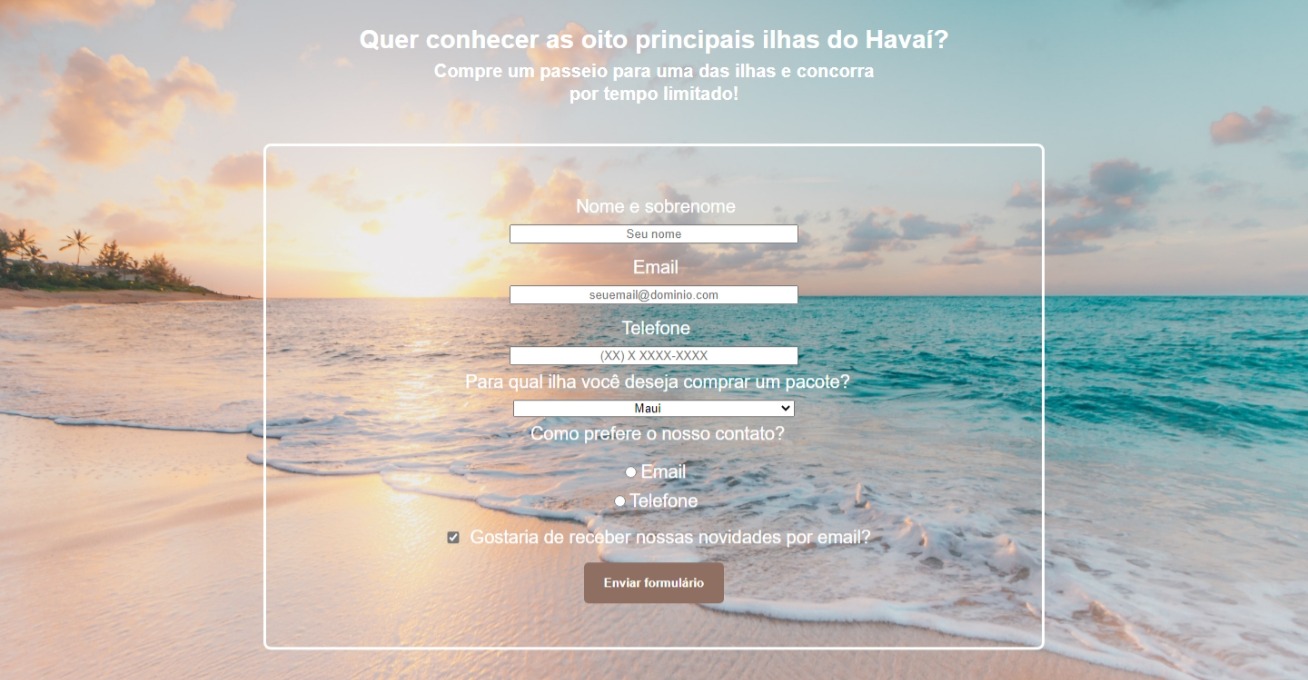 Quer conhecer as oito principais ilhas do Havaí?
Compre um passeio para uma das ilhas e concorra
por tempo limitado!
Nome e sobrenome
Seu nome
Email
seuemail@dominio.com
Telefone
(XX) X XXXX-XXXX
Para qual ilha você deseja comprar um pacote?
Maui
Como prefere o nosso contato?
Email
Telefone
Gostaria de receber nossas novidades por email?
Enviar formulário